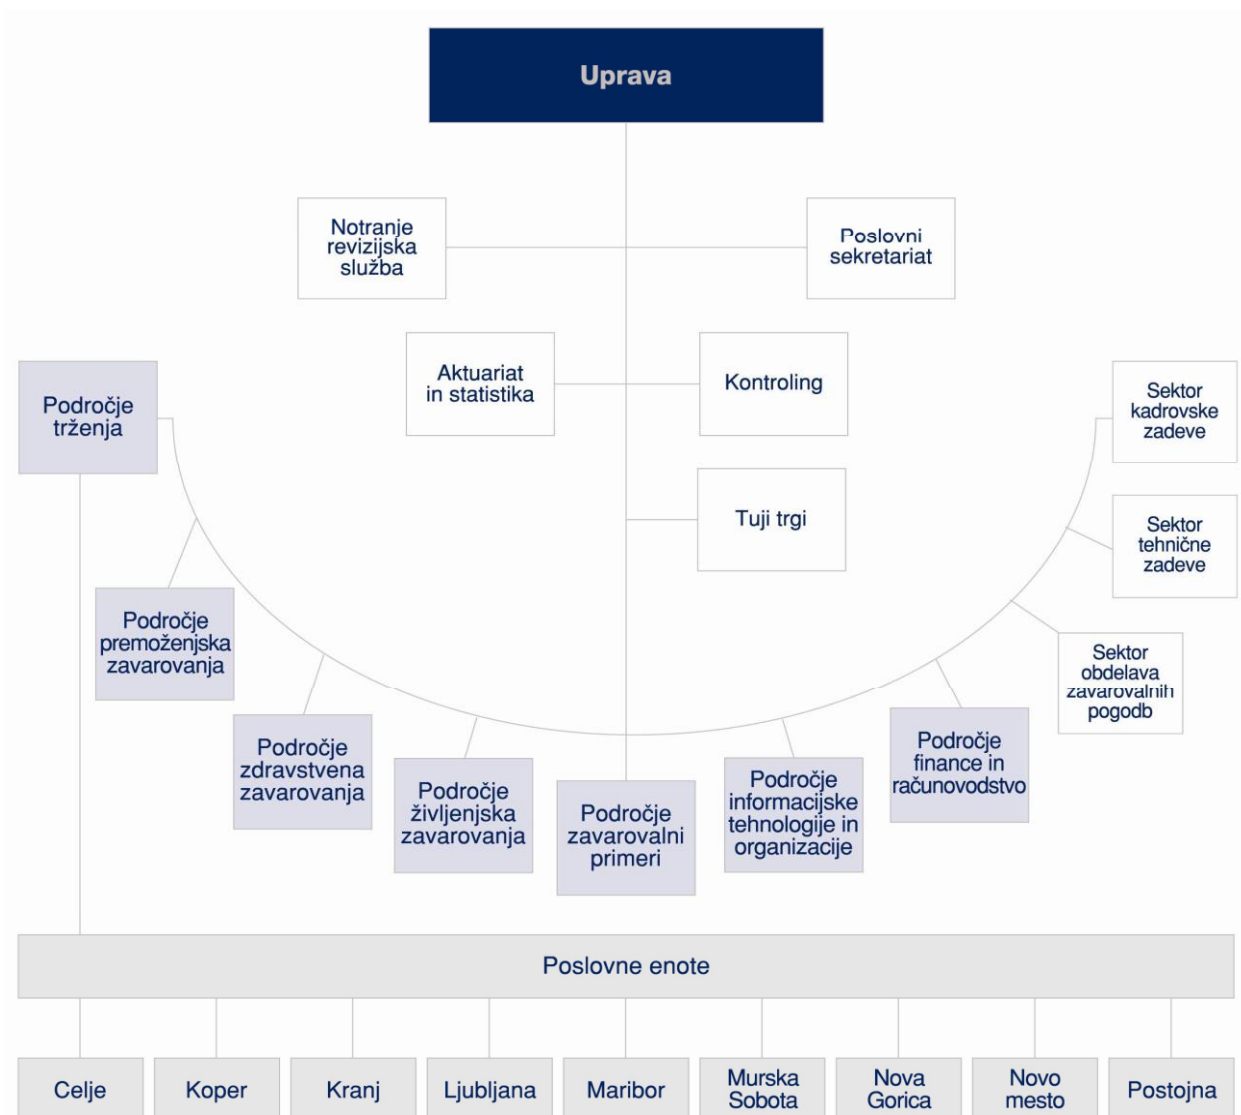 Uprava
Notranje
revizijska
služba
Poslovni
sekretariat
Aktuariat
in statistika
Kontroling
Tuji trgi
Področje
trženja
Sektor
kadrovske
zadeve
Sektor
tehnične
zadeve
Sektor
obdelava
zavarovalnih
pogodb
Področje
premoženjska
zavarovanja
Področje
zdravstvena
zavarovanja
Področje
življenjska
zavarovanja
Področje
zavarovalni
primeri
Področje
informacijske
tehnologije in
organizacije
Področje
finance in
računovodstvo
Poslovne enote
Celje
Koper
Kranj
Ljubljana
Maribor
Murska
Sobota
Nova
Gorica
Novo
mesto
Postojna